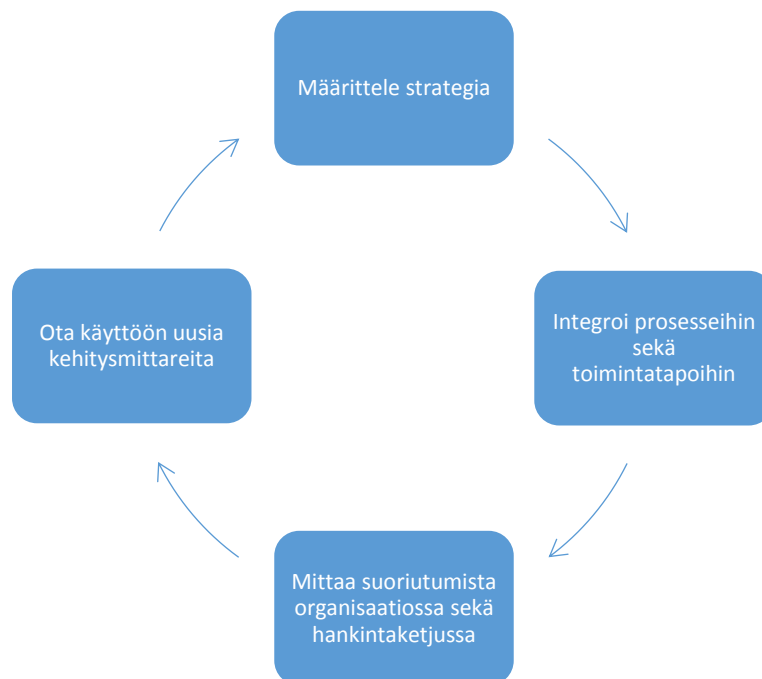 Määrittele strategia
Integroi prosesseihin
sekä
toimintatapoihin
Mittaa suoriutumista
organisaatiossa sekä
hankintaketjussa
Ota käyttöön uusia
kehitysmittareita